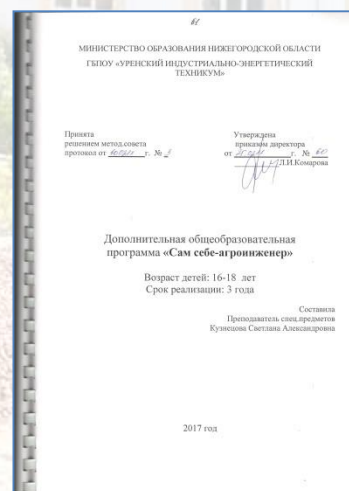 МИНИСТЕРСТВО ОБРАЗОВАНИЯ НИЖЕГОРОДСКОЙ ОБЛАСТИ
ГБПОУ «УРЕНСКИЙ ИНДУСТРИАЛЬНО-ЭНЕРГЕТИЧЕСКИЙ
ТЕХНИКУМ»
Принята
решением метод.совета
протокол от г. №
Утверждена
приказом директора
от г. №
Л.И.Комарова
Дополнительная общеобразовательная
программа «Сам себе-агроинженер»
Возраст детей: 16-18 лет
Срок реализации: 3 года
Составила
Преподаватель спец.предметов
Кузнецова Светлана Александровна
2017 год